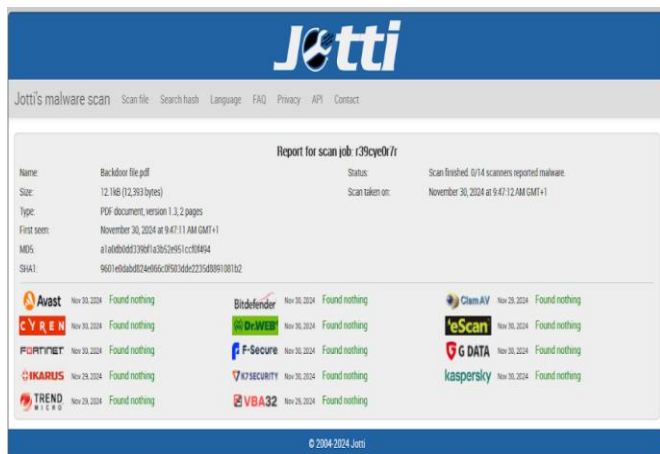 Jotti
Jotti's malware scan Scan file Search hash Language FAQ Privacy API Contact
Report for scan job: r39cye0r7r
Name: Backdoor file.pdf Status: Scan finished. 0/14 scanners reported malware.
Size: 12.1kB (12,393 bytes) Scan taken on: November 30, 2024 at 9:47:12 AM GMT+1
Type: PDF document, version 1.3, 2 pages
First seen: November 30, 2024 at 9:47:11 AM GMT+1
MD5:
SHA1:
Avast Nov 30, 2024 Found nothing Bitdefender Nov 30, 2024 Found nothing ClamAV Nov 29, 2024 Found nothing
CYREN Nov 30, 2024 Found nothing Dr.WEB Nov 30, 2024 Found nothing eScan Nov 30, 2024 Found nothing
FORTINET Nov 30, 2024 Found nothing F-Secure Nov 30, 2024 Found nothing G DATA Nov 30, 2024 Found nothing
IKARUS Nov 29, 2024 Found nothing K7SECURITY Nov 30, 2024 Found nothing kaspersky Nov 30, 2024 Found nothing
TREND MICRO Nov 29, 2024 Found nothing VBA32 Nov 29, 2024 Found nothing
© 2004-2024 Jotti